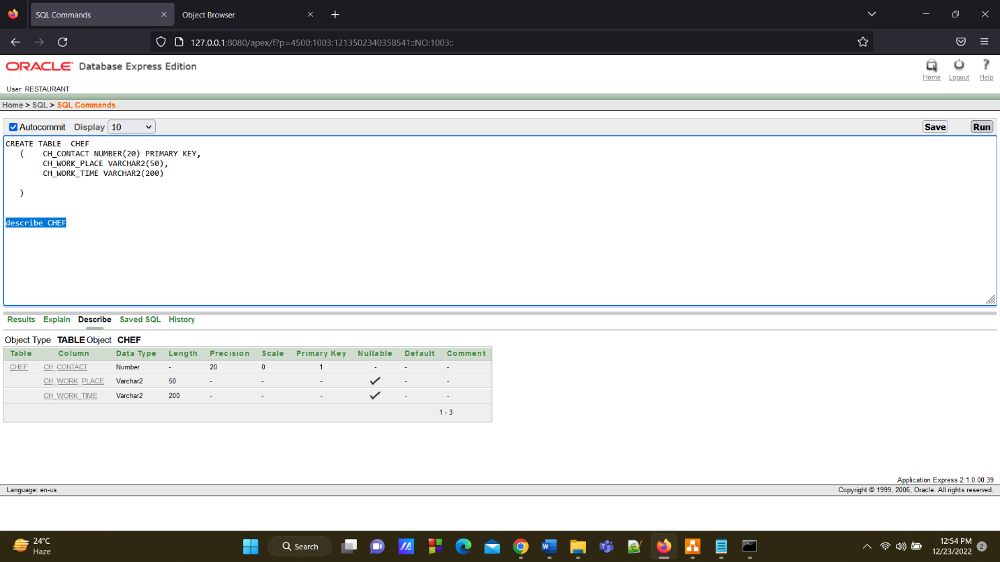 SQL Commands
Object Browser
127.0.0.1:8080/apex/f?p=4500:1003:1213502340358541::NO:1003::
ORACLE Database Express Edition
Home Logout Help
User: RESTAURANT
Home > SQL > SQL Commands
Autocommit Display 10 Save Run
CREATE TABLE  CHEF
( CH_CONTACT NUMBER(20) PRIMARY KEY,
CH_WORK_PLACE VARCHAR2(50),
CH_WORK_TIME VARCHAR2(200)
)
describe CHEF
Results Explain Describe Saved SQL History
Object Type TABLE Object CHEF
Table Column Data Type Length Precision Scale Primary Key Nullable Default Comment
CHEF CH_CONTACT Number - 20 0 1 - - -
CH_WORK_PLACE Varchar2 50 - - - ✓ - -
CH_WORK_TIME Varchar2 200 - - - ✓ - -
1 - 3
Application Express 2.1.0.00.39
Language: en-us Copyright © 1999, 2006, Oracle. All rights reserved.
24°C
Haze
Search
12:54 PM
12/23/2022
2